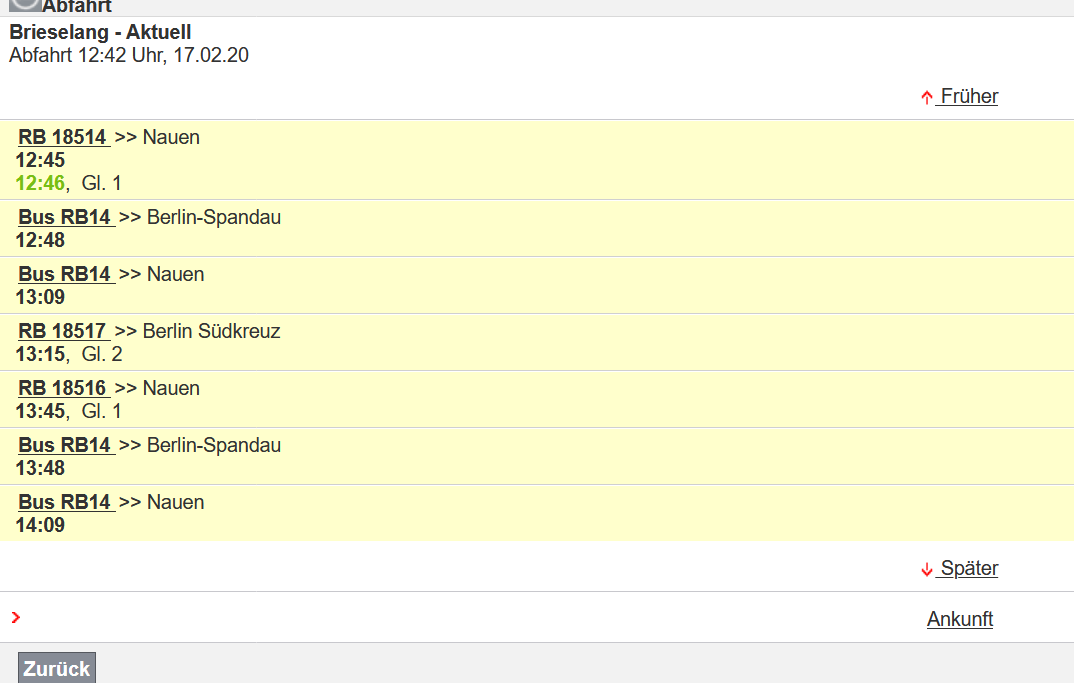 Abfahrt
Brieselang - Aktuell
Abfahrt 12:42 Uhr, 17.02.20
Früher
RB 18514 >> Nauen
12:45
12:46, Gl. 1
Bus RB14 >> Berlin-Spandau
12:48
Bus RB14 >> Nauen
13:09
RB 18517 >> Berlin Südkreuz
13:15, Gl. 2
RB 18516 >> Nauen
13:45, Gl. 1
Bus RB14 >> Berlin-Spandau
13:48
Bus RB14 >> Nauen
14:09
Später
Ankunft
Zurück